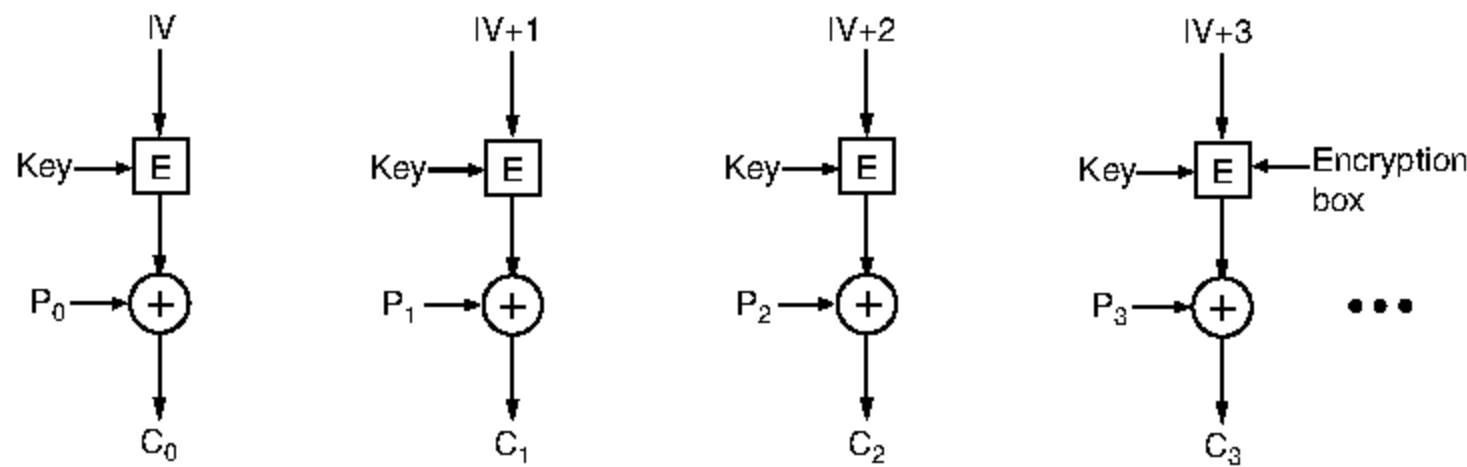 IV IV+1 IV+2 IV+3
Key E Key E Key E Key E Encryption
box
P₀ + P₁ + P₂ + P₃ + •••
C₀ C₁ C₂ C₃